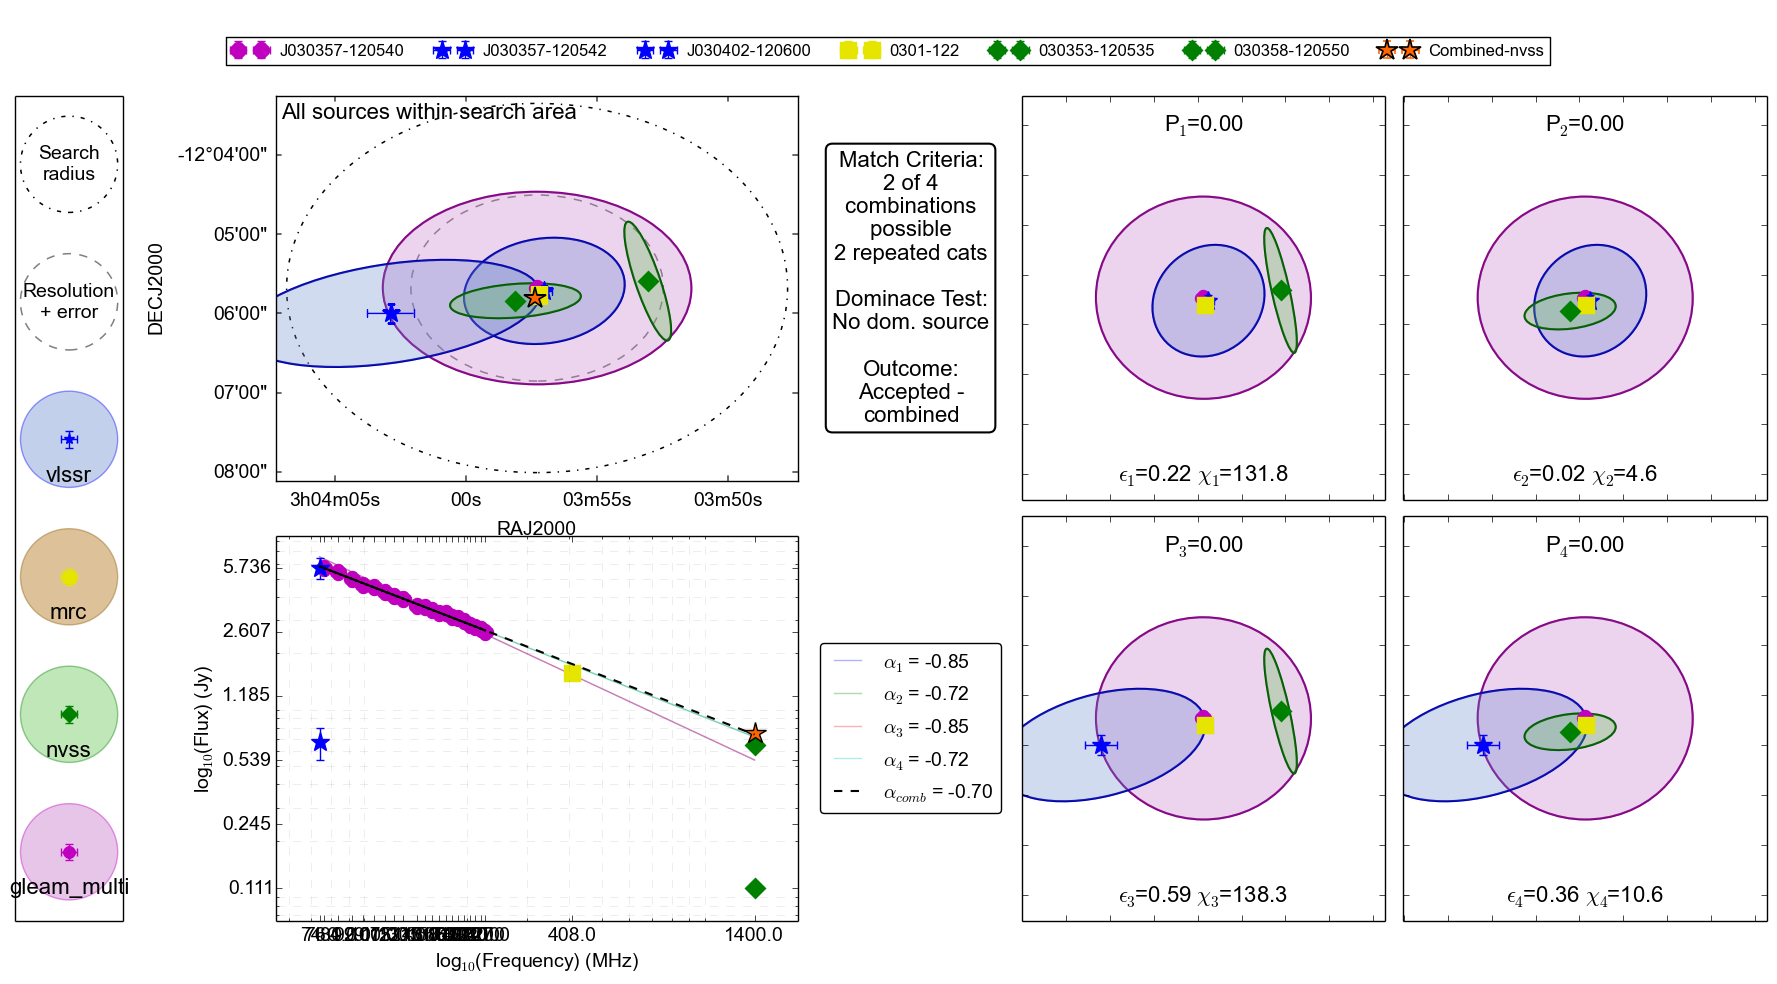 J030357-120540 J030357-120542 J030402-120600 0301-122 030353-120535 030358-120550 Combined-nvss
Search
radius
Resolution
+ error
vlssr
mrc
nvss
gleam_multi
All sources within search area
DECJ2000
-12°04'00"
05'00"
06'00"
07'00"
08'00"
3h04m05s 00s 03m55s 03m50s
RAJ2000
Match Criteria:
2 of 4
combinations
possible
2 repeated cats
Dominace Test:
No dom. source
Outcome:
Accepted -
combined
P1=0.00
ϵ1=0.22 χ1=131.8
P2=0.00
ϵ2=0.02 χ2=4.6
log10(Flux) (Jy)
5.736
2.607
1.185
0.539
0.245
0.111
408.0 1400.0
log10(Frequency) (MHz)
α1 = -0.85
α2 = -0.72
α3 = -0.85
α4 = -0.72
αcomb = -0.70
P3=0.00
ϵ3=0.59 χ3=138.3
P4=0.00
ϵ4=0.36 χ4=10.6